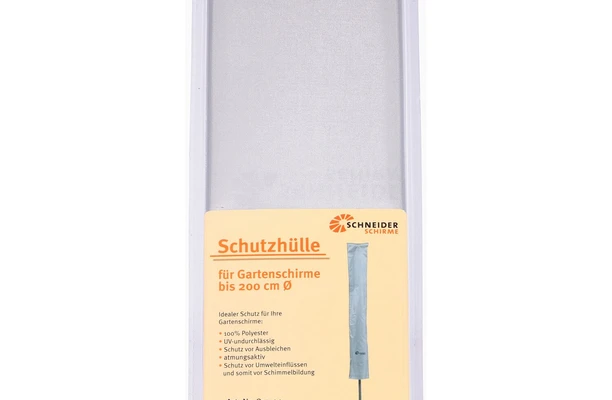 SCHNEIDER
SCHIRME
Schutzhülle
für Gartenschirme
bis 200 cm Ø
Idealer Schutz für Ihre
Gartenschirme:
• 100% Polyester
• UV-undurchlässig
• Schutz vor Ausbleichen
• atmungsaktiv
• Schutz vor Umwelteinflüssen
und somit vor Schimmelbildung